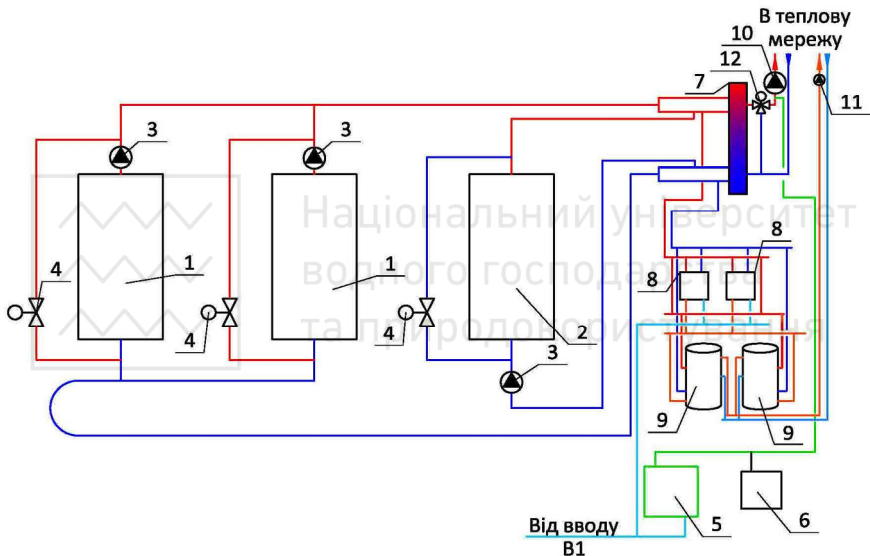 В теплову
мережу
10
12
7
11
3
3
Національний університет
8
4
1
1
водного господарства
8
4
4
2
та природокористування
3
9
9
5
6
Від вводу
В1